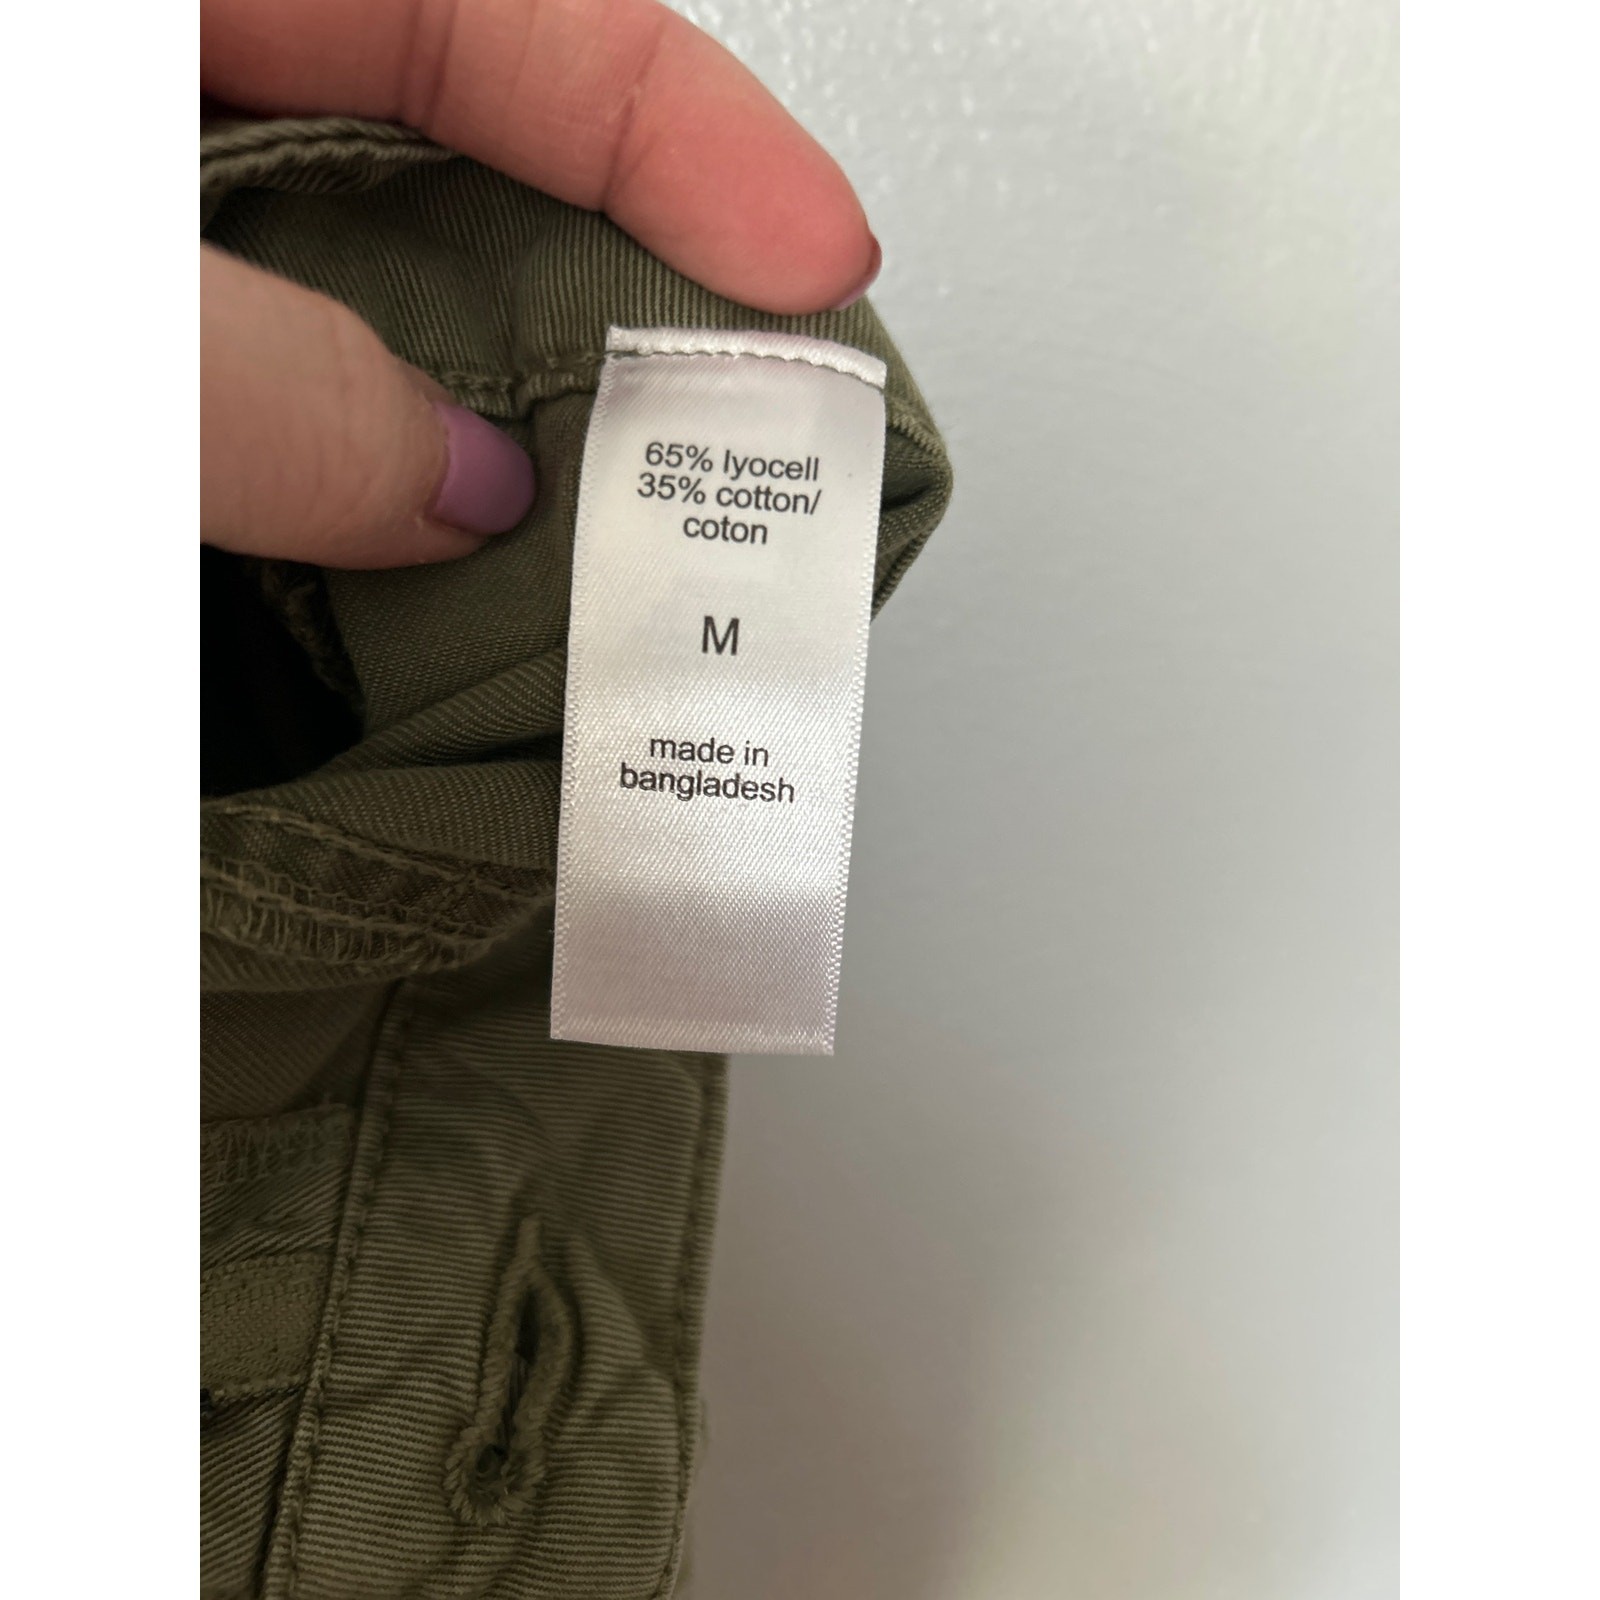 65% lyocell
35% cotton/
coton
M
made in
bangladesh